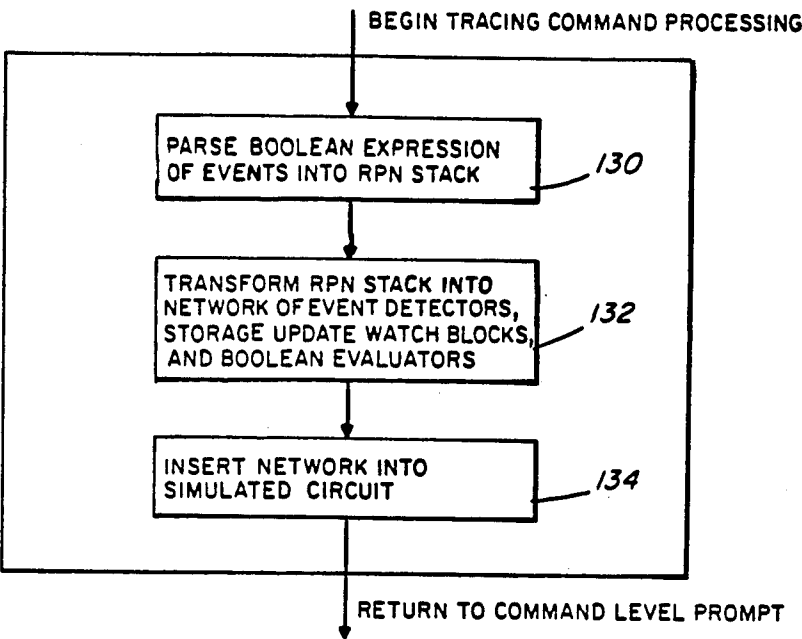 BEGIN TRACING COMMAND PROCESSING
PARSE BOOLEAN EXPRESSION
OF EVENTS INTO RPN STACK
130
TRANSFORM RPN STACK INTO
NETWORK OF EVENT DETECTORS,
STORAGE UPDATE WATCH BLOCKS,
AND BOOLEAN EVALUATORS
132
INSERT NETWORK INTO
SIMULATED CIRCUIT
134
RETURN TO COMMAND LEVEL PROMPT